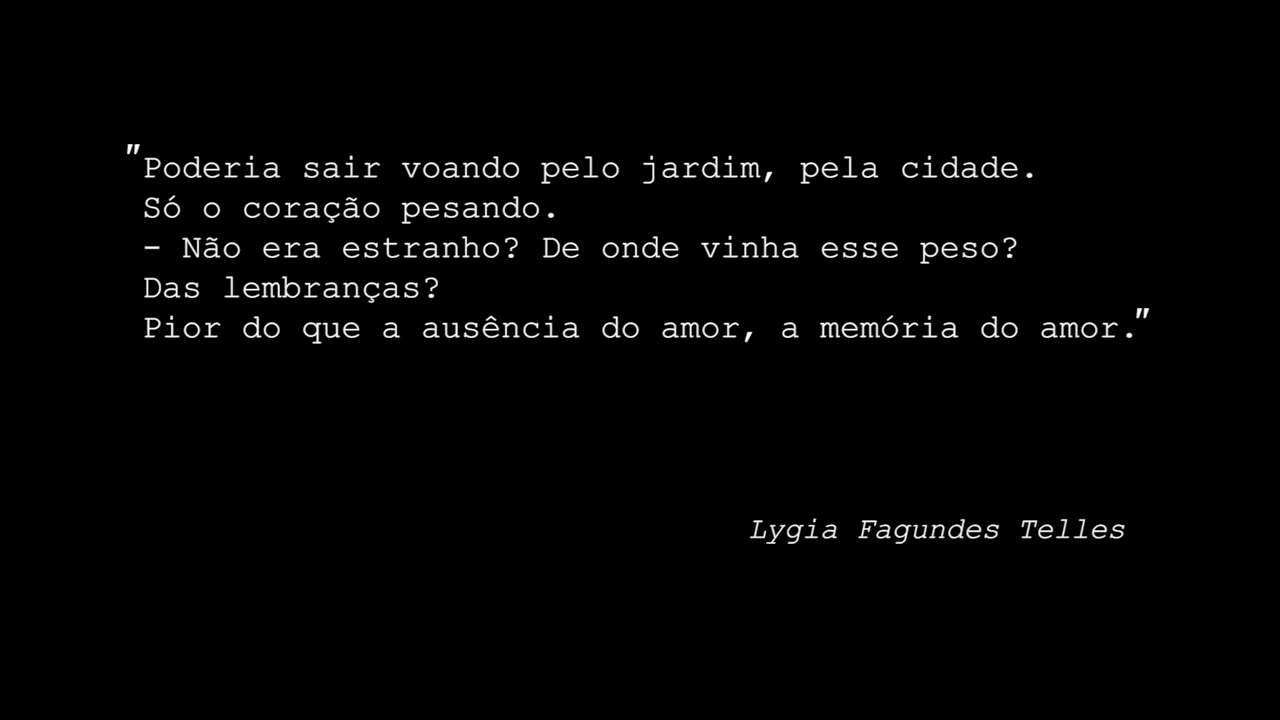 "Poderia sair voando pelo jardim, pela cidade.
Só o coração pesando.
- Não era estranho? De onde vinha esse peso?
Das lembranças?
Pior do que a ausência do amor, a memória do amor."
Lygia Fagundes Telles